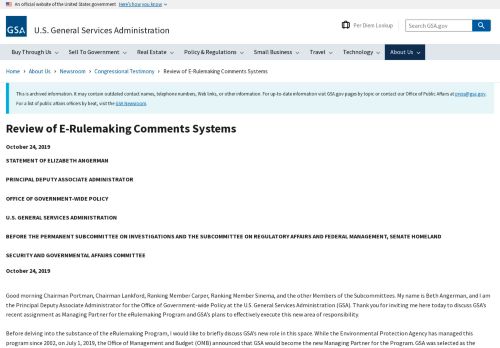 An official website of the United States government Here's how you know
GSA U.S. General Services Administration
Per Diem Lookup
Search GSA.gov
Buy Through Us Sell To Government Real Estate Policy & Regulations Small Business Travel Technology About Us
Home › About Us › Newsroom › Congressional Testimony › Review of E-Rulemaking Comments Systems
This is archived information. It may contain outdated contact names, telephone numbers, Web links, or other information. For up-to-date information visit GSA.gov pages by topic or contact our Office of Public Affairs at press@gsa.gov.
For a list of public affairs officers by beat, visit the GSA Newsroom.
Review of E-Rulemaking Comments Systems
October 24, 2019
STATEMENT OF ELIZABETH ANGERMAN
PRINCIPAL DEPUTY ASSOCIATE ADMINISTRATOR
OFFICE OF GOVERNMENT-WIDE POLICY
U.S. GENERAL SERVICES ADMINISTRATION
BEFORE THE PERMANENT SUBCOMMITTEE ON INVESTIGATIONS AND THE SUBCOMMITTEE ON REGULATORY AFFAIRS AND FEDERAL MANAGEMENT, SENATE HOMELAND
SECURITY AND GOVERNMENTAL AFFAIRS COMMITTEE
October 24, 2019
Good morning Chairman Portman, Chairman Lankford, Ranking Member Carper, Ranking Member Sinema, and the other Members of the Subcommittees. My name is Beth Angerman, and I am
the Principal Deputy Associate Administrator for the Office of Government-wide Policy at the U.S. General Services Administration (GSA). Thank you for inviting me here today to discuss GSA's
recent assignment as Managing Partner for the eRulemaking Program and GSA's plans to effectively execute this new area of responsibility.
Before delving into the substance of the eRulemaking Program, I would like to briefly discuss GSA's new role in this space. While the Environmental Protection Agency has managed this
program since 2002, on July 1, 2019, the Office of Management and Budget (OMB) announced that GSA would become the new Managing Partner for the Program. GSA was selected as the